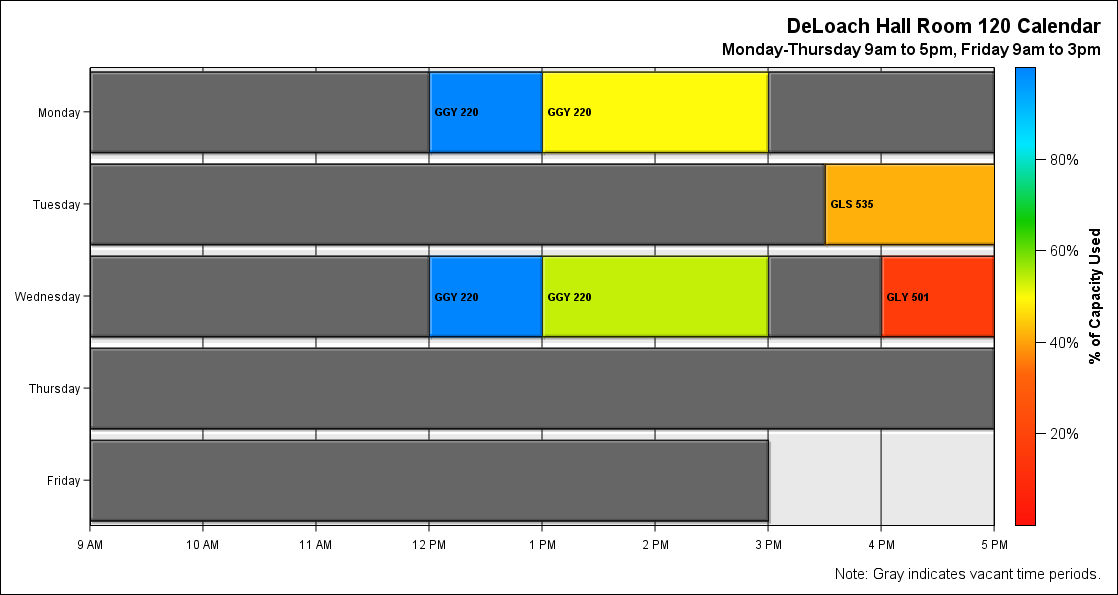 DeLoach Hall Room 120 Calendar
Monday-Thursday 9am to 5pm, Friday 9am to 3pm
Monday
GGY 220
GGY 220
Tuesday
GLS 535
Wednesday
GGY 220
GGY 220
GLY 501
Thursday
Friday
9 AM
10 AM
11 AM
12 PM
1 PM
2 PM
3 PM
4 PM
5 PM
80%
60%
40%
20%
% of Capacity Used
Note: Gray indicates vacant time periods.